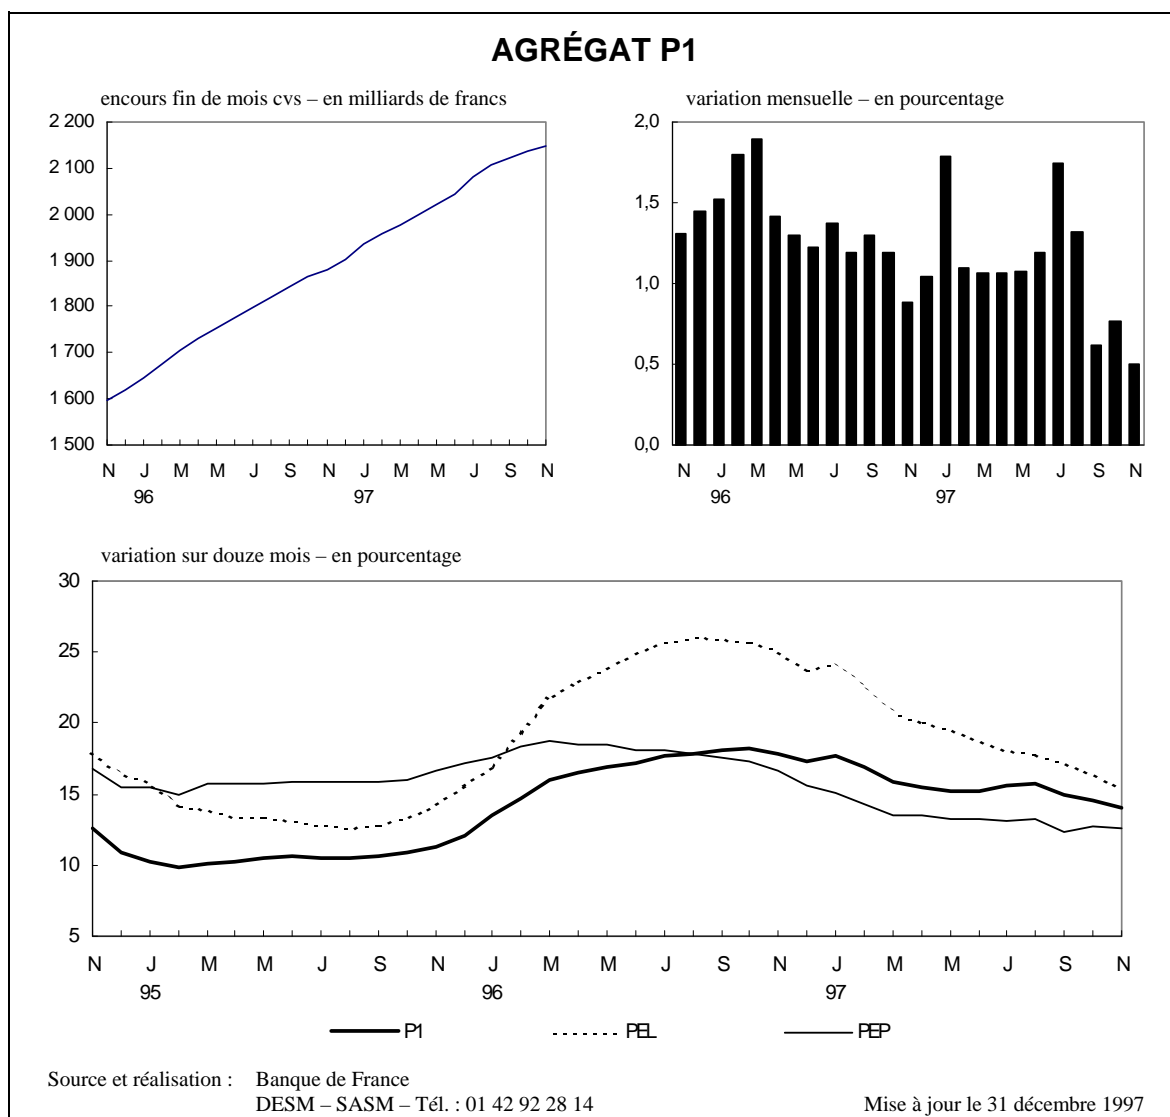 AGRÉGAT P1
encours fin de mois cvs – en milliards de francs
2 200
2 100
2 000
1 900
1 800
1 700
1 600
1 500
N J M M J S N J M M J S N
96 97
variation mensuelle – en pourcentage
2,0
1,5
1,0
0,5
0,0
N J M M J S N J M M J S N
96 97
variation sur douze mois – en pourcentage
30
25
20
15
10
5
N J M M J S N J M M J S N J M M J S N
95 96 97
P1 PEL PEP
Source et réalisation : Banque de France
DESM – SASM – Tél. : 01 42 92 28 14 Mise à jour le 31 décembre 1997